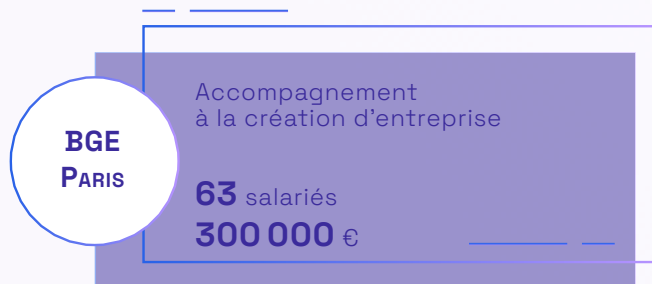 BGE
PARIS
Accompagnement
à la création d'entreprise
63 salariés
300 000 €